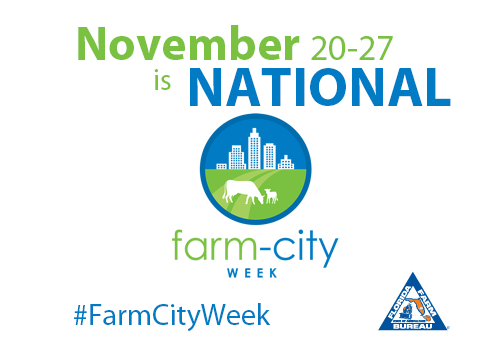 November 20-27
is NATIONAL
farm-city
WEEK
#FarmCityWeek
FLORIDA FARM
BUREAU